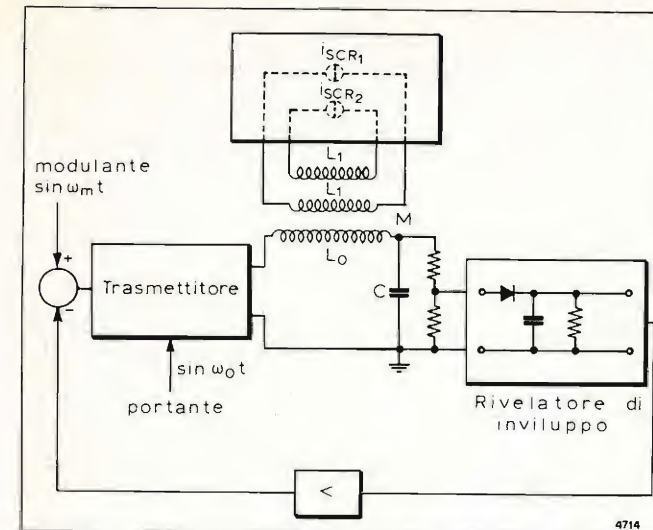 iSCR1
iSCR2
L1
L1
M
modulante
sin ωmt
+
−
Trasmettitore
L0
C
sin ω0t
portante
Rivelatore di
inviluppo
<
4714